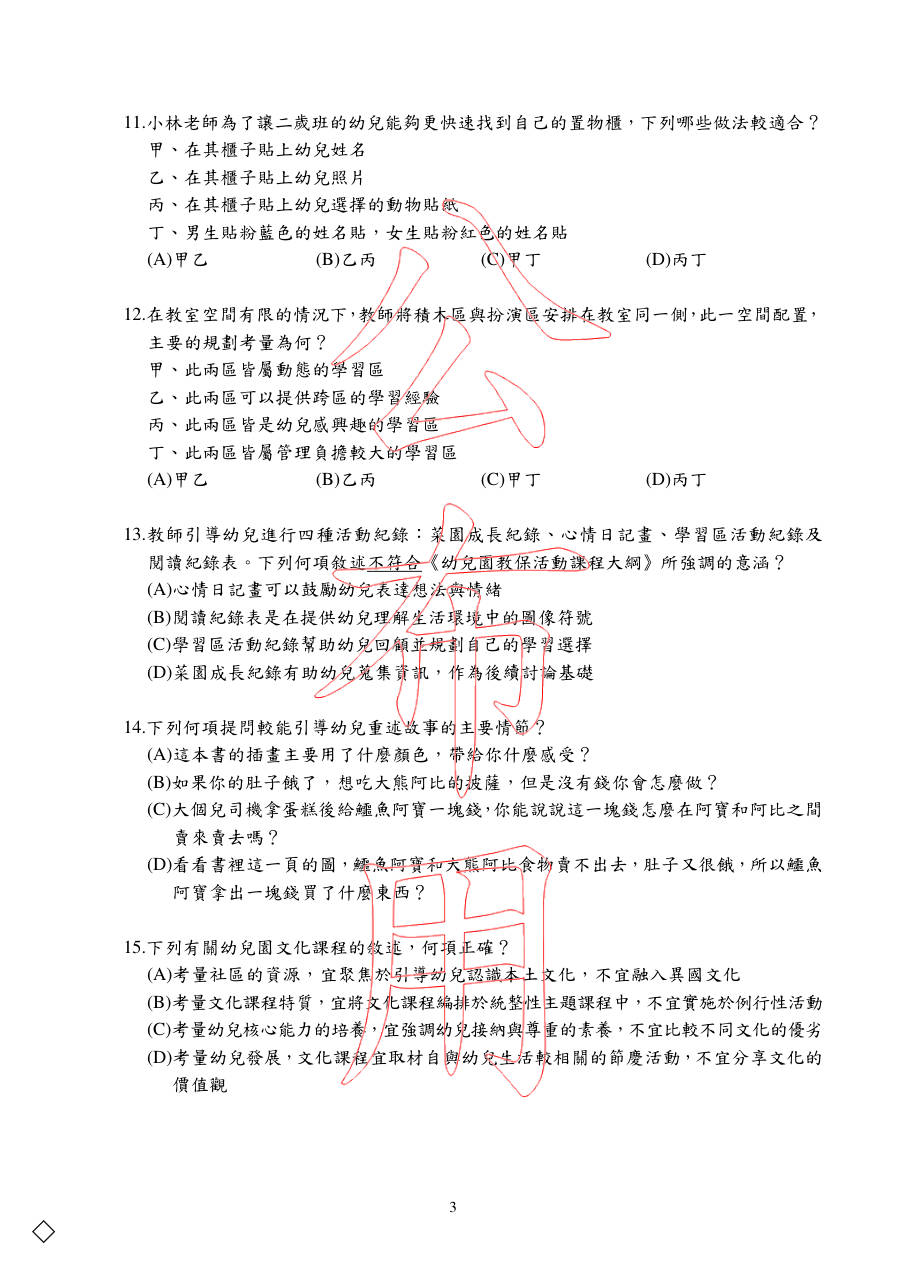 11.小林老師為了讓二歲班的幼兒能夠更快速找到自己的置物櫃，下列哪些做法較適合？
甲、在其櫃子貼上幼兒姓名
乙、在其櫃子貼上幼兒照片
丙、在其櫃子貼上幼兒選擇的動物貼紙
丁、男生貼粉藍色的姓名貼，女生貼粉紅色的姓名貼
(A)甲乙 (B)乙丙 (C)甲丁 (D)丙丁
12.在教室空間有限的情況下，教師將積木區與扮演區安排在教室同一側，此一空間配置，
主要的規劃考量為何？
甲、此兩區皆屬動態的學習區
乙、此兩區可以提供跨區的學習經驗
丙、此兩區皆是幼兒感興趣的學習區
丁、此兩區皆屬管理負擔較大的學習區
(A)甲乙 (B)乙丙 (C)甲丁 (D)丙丁
13.教師引導幼兒進行四種活動紀錄：菜園成長紀錄、心情日記畫、學習區活動紀錄及
閱讀紀錄表。下列何項敘述不符合《幼兒園教保活動課程大綱》所強調的意涵？
(A)心情日記畫可以鼓勵幼兒表達想法與情緒
(B)閱讀紀錄表是在提供幼兒理解生活環境中的圖像符號
(C)學習區活動紀錄幫助幼兒回顧並規劃自己的學習選擇
(D)菜園成長紀錄有助幼兒蒐集資訊，作為後續討論基礎
14.下列何項提問較能引導幼兒重述故事的主要情節？
(A)這本書的插畫主要用了什麼顏色，帶給你什麼感受？
(B)如果你的肚子餓了，想吃大熊阿比的披薩，但是沒有錢你會怎麼做？
(C)大個兒司機拿蛋糕後給鱷魚阿寶一塊錢，你能說說這一塊錢怎麼在阿寶和阿比之間
賣來賣去嗎？
(D)看看書裡這一頁的圖，鱷魚阿寶和大熊阿比食物賣不出去，肚子又很餓，所以鱷魚
阿寶拿出一塊錢買了什麼東西？
15.下列有關幼兒園文化課程的敘述，何項正確？
(A)考量社區的資源，宜聚焦於引導幼兒認識本土文化，不宜融入異國文化
(B)考量文化課程特質，宜將文化課程編排於統整性主題課程中，不宜實施於例行性活動
(C)考量幼兒核心能力的培養，宜強調幼兒接納與尊重的素養，不宜比較不同文化的優劣
(D)考量幼兒發展，文化課程宜取材自與幼兒生活較相關的節慶活動，不宜分享文化的
價值觀
公布用
3